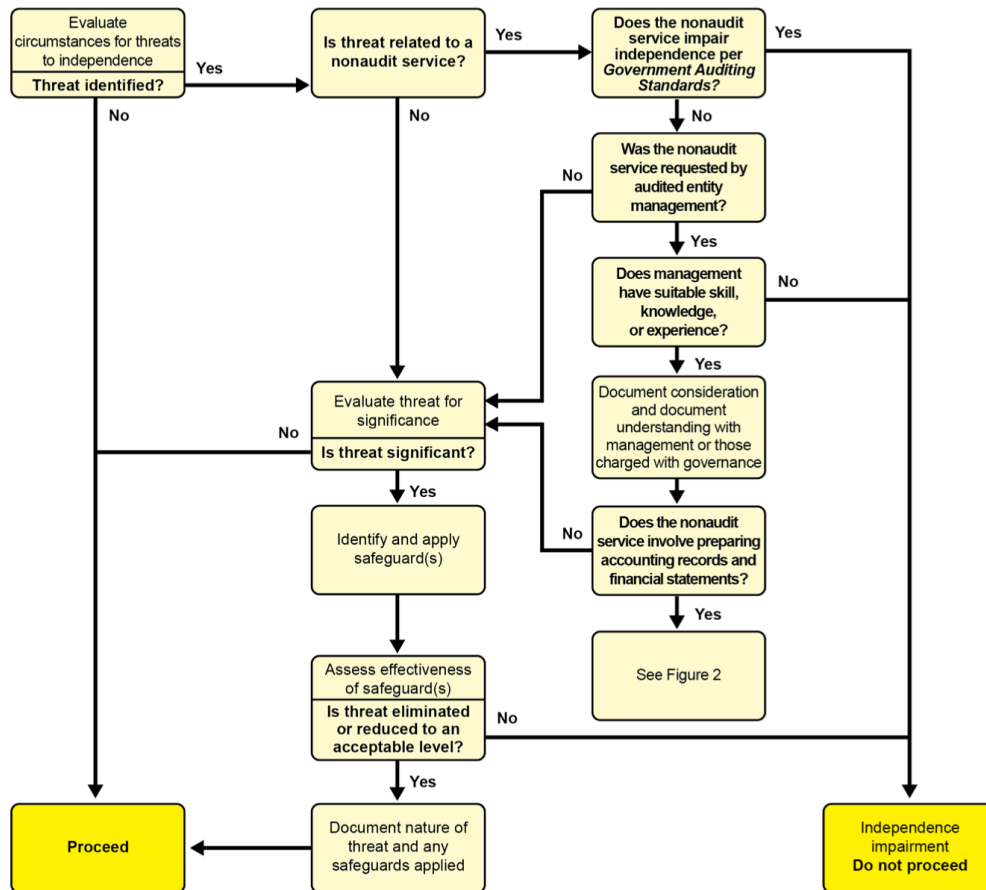 Evaluate
circumstances for threats
to independence
Threat identified?
Yes
No
Is threat related to a
nonaudit service?
Yes
No
Does the nonaudit
service impair
independence per
Government Auditing
Standards?
Yes
No
Was the nonaudit
service requested by
audited entity
management?
No
Yes
Does management
have suitable skill,
knowledge,
or experience?
No
Yes
Document consideration
and document
understanding with
management or those
charged with governance
Does the nonaudit
service involve preparing
accounting records and
financial statements?
No
Yes
See Figure 2
Evaluate threat for
significance
Is threat significant?
No
Yes
Identify and apply
safeguard(s)
Assess effectiveness
of safeguard(s)
Is threat eliminated
or reduced to an
acceptable level?
No
Yes
Document nature of
threat and any
safeguards applied
Proceed
Independence
impairment
Do not proceed